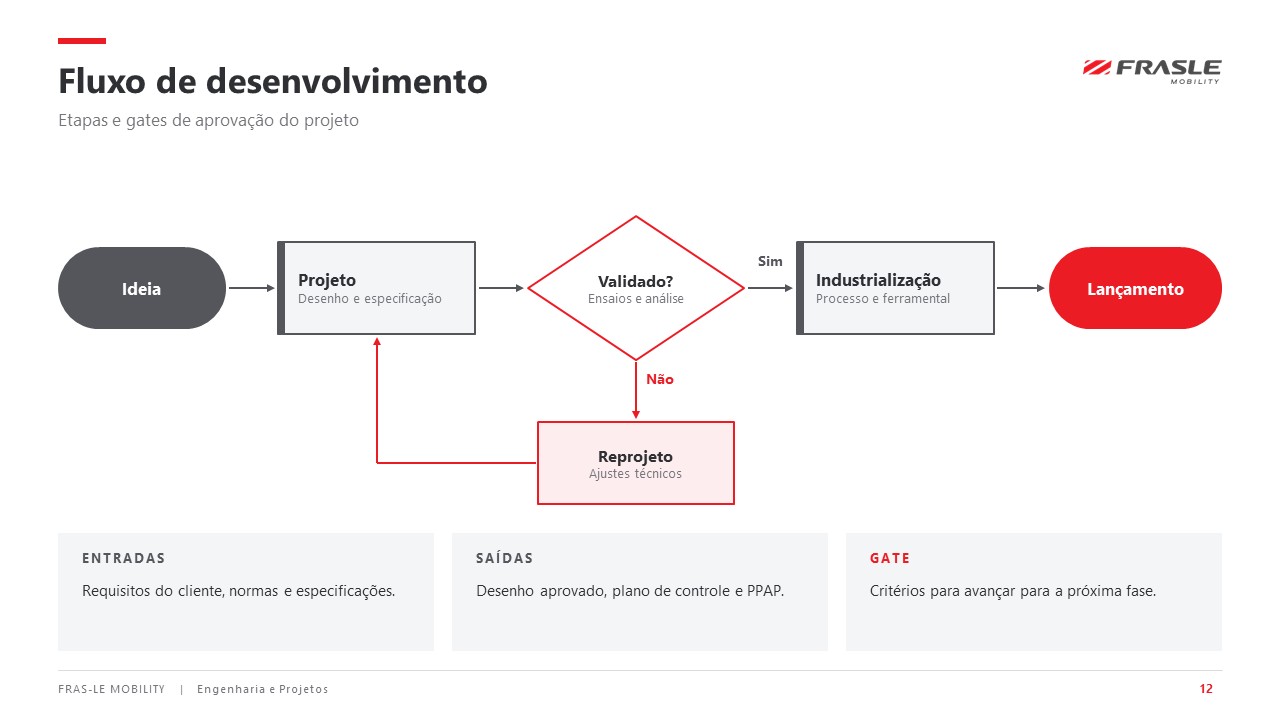 Fluxo de desenvolvimento
Etapas e gates de aprovação do projeto
FRASLE
MOBILITY
Ideia
Projeto
Desenho e especificação
Validado?
Ensaios e análise
Sim
Industrialização
Processo e ferramental
Lançamento
Não
Reprojeto
Ajustes técnicos
ENTRADAS
Requisitos do cliente, normas e especificações.
SAÍDAS
Desenho aprovado, plano de controle e PPAP.
GATE
Critérios para avançar para a próxima fase.
FRAS-LE MOBILITY | Engenharia e Projetos
12